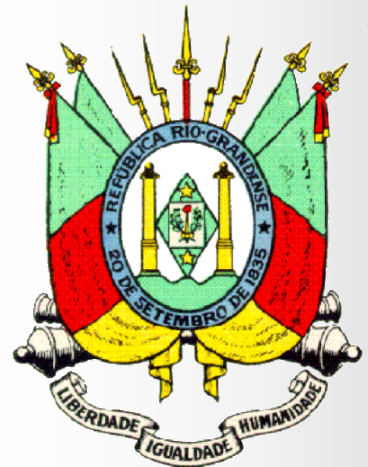 REPÚBLICA RIO-GRANDENSE
20 DE SETEMBRO DE 1835
LIBERDADE IGUALDADE HUMANIDADE